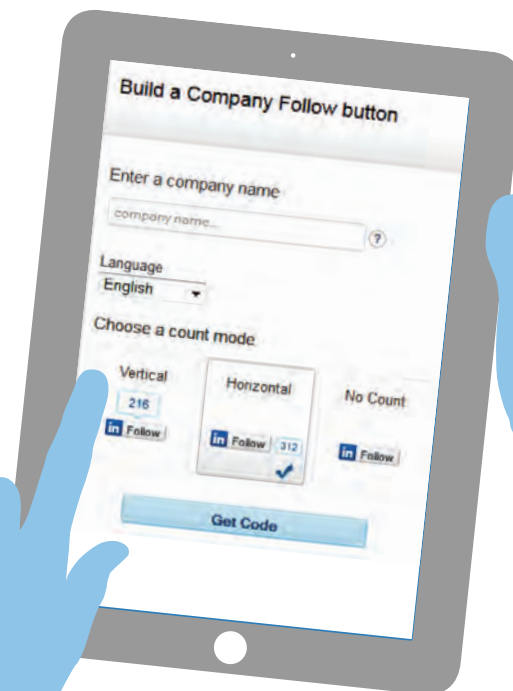 Build a Company Follow button
Enter a company name
company name...
?
Language
English
Choose a count mode
Vertical
Horizontal
No Count
216
in Follow
in Follow 312
in Follow
Get Code